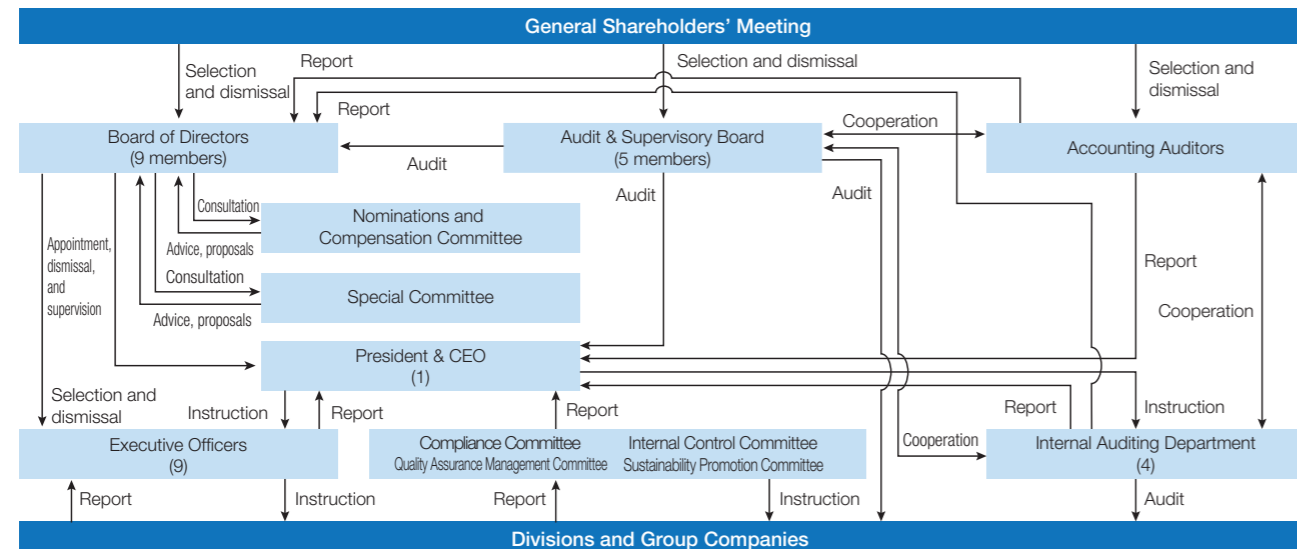 General Shareholders' Meeting
Selection
and dismissal
Report
Selection and dismissal
Selection and
dismissal
Report
Board of Directors
(9 members)
Audit
Audit & Supervisory Board
(5 members)
Cooperation
Accounting Auditors
Audit
Audit
Consultation
Nominations and
Compensation Committee
Advice, proposals
Appointment,
dismissal,
and
supervision
Consultation
Special Committee
Advice, proposals
Report
Cooperation
President & CEO
(1)
Selection and
dismissal
Instruction
Report
Report
Report
Instruction
Executive Officers
(9)
Compliance Committee
Internal Control Committee
Quality Assurance Management Committee
Sustainability Promotion Committee
Cooperation
Internal Auditing Department
(4)
Report
Instruction
Report
Instruction
Audit
Divisions and Group Companies